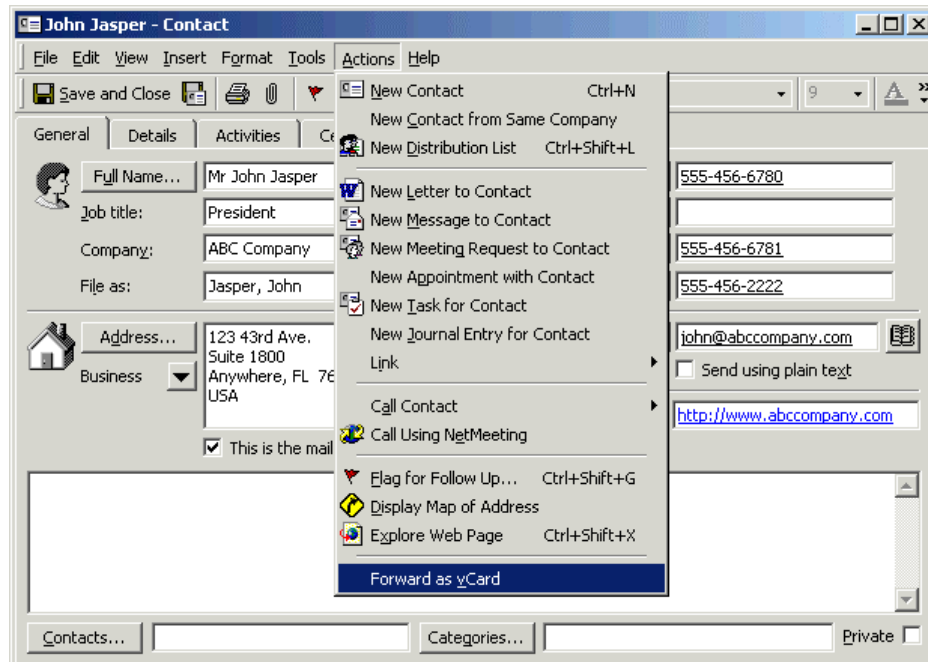 John Jasper - Contact
File Edit View Insert Format Tools Actions Help
Save and Close 9 A
General Details Activities
Full Name... Mr John Jasper 555-456-6780
Job title: President
Company: ABC Company 555-456-6781
File as: Jasper, John 555-456-2222
Address... 123 43rd Ave.
Suite 1800
Anywhere, FL 76
USA
Business
john@abccompany.com
Send using plain text
http://www.abccompany.com
This is the mail
New Contact Ctrl+N
New Contact from Same Company
New Distribution List Ctrl+Shift+L
New Letter to Contact
New Message to Contact
New Meeting Request to Contact
New Appointment with Contact
New Task for Contact
New Journal Entry for Contact
Link
Call Contact
Call Using NetMeeting
Flag for Follow Up... Ctrl+Shift+G
Display Map of Address
Explore Web Page Ctrl+Shift+X
Forward as vCard
Contacts... Categories... Private